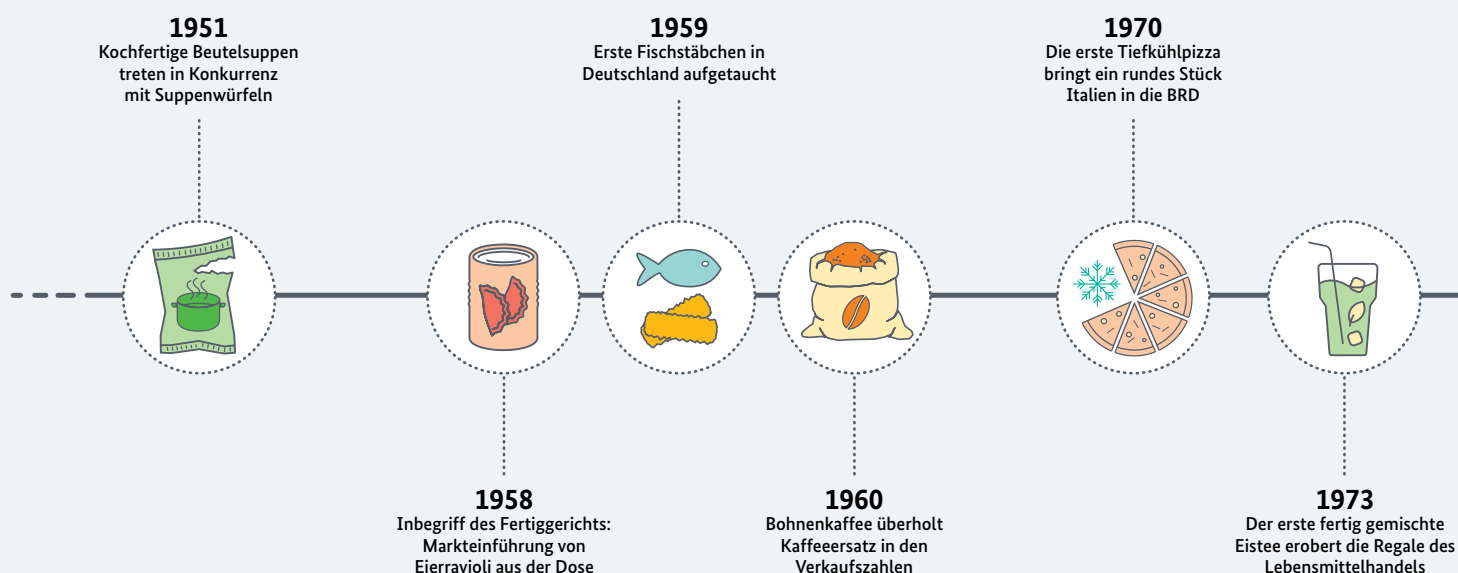 1951
Kochfertige Beutelsuppen
treten in Konkurrenz
mit Suppenwürfeln
1959
Erste Fischstäbchen in
Deutschland aufgetaucht
1970
Die erste Tiefkühlpizza
bringt ein rundes Stück
Italien in die BRD
1958
Inbegriff des Fertiggerichts:
Markteinführung von
Eierravioli aus der Dose
1960
Bohnenkaffee überholt
Kaffeeersatz in den
Verkaufszahlen
1973
Der erste fertig gemischte
Eistee erobert die Regale des
Lebensmittelhandels